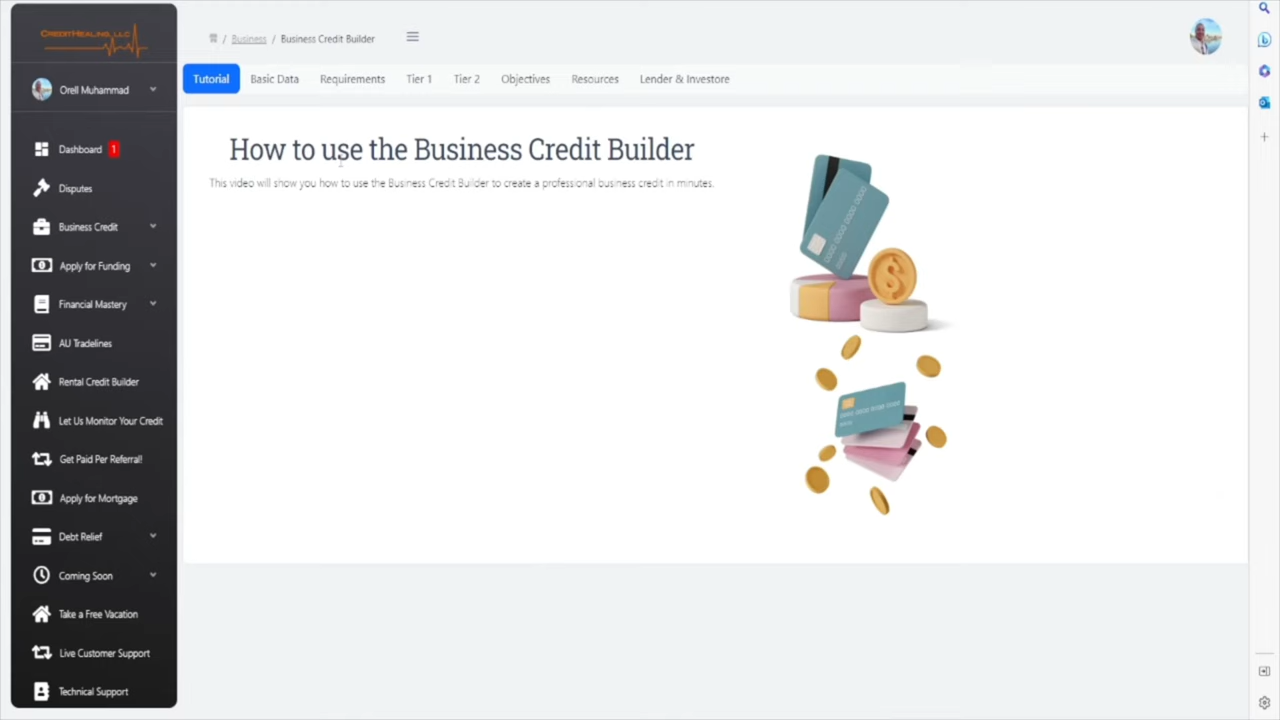 CREDITHEALING, LLC
Orell Muhammad
Dashboard 1
Disputes
Business Credit
Apply for Funding
Financial Mastery
AU Tradelines
Rental Credit Builder
Let Us Monitor Your Credit
Get Paid Per Referral!
Apply for Mortgage
Debt Relief
Coming Soon
Take a Free Vacation
Live Customer Support
Technical Support
/ Business / Business Credit Builder
Tutorial Basic Data Requirements Tier 1 Tier 2 Objectives Resources Lender & Investore
How to use the Business Credit Builder
This video will show you how to use the Business Credit Builder to create a professional business credit in minutes.